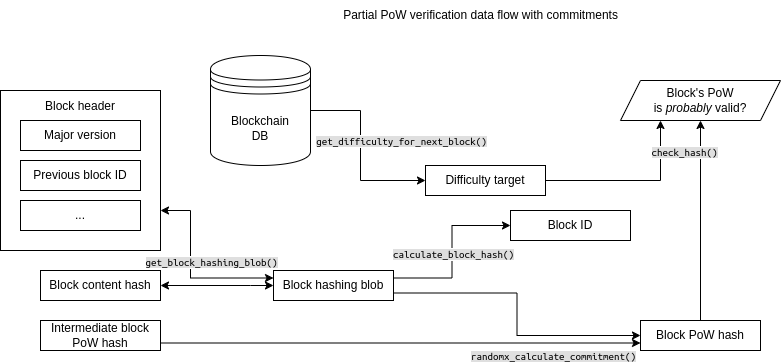 Partial PoW verification data flow with commitments
Block header
Major version
Previous block ID
...
Blockchain
DB
Block's PoW
is probably valid?
get_difficulty_for_next_block()
check_hash()
Difficulty target
Block ID
calculate_block_hash()
get_block_hashing_blob()
Block content hash
Block hashing blob
Intermediate block
PoW hash
Block PoW hash
randomx_calculate_commitment()